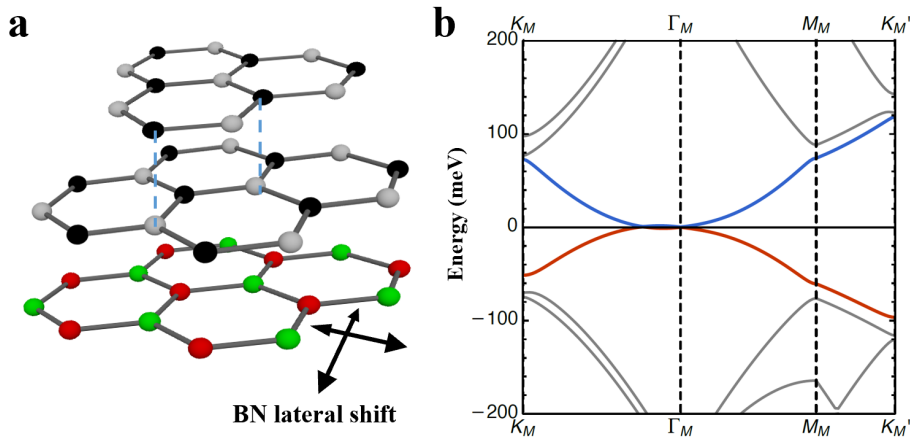 a
BN lateral shift
b
K_M Γ_M M_M K_M'
200
100
0
−100
−200
Energy (meV)
K_M Γ_M M_M K_M'